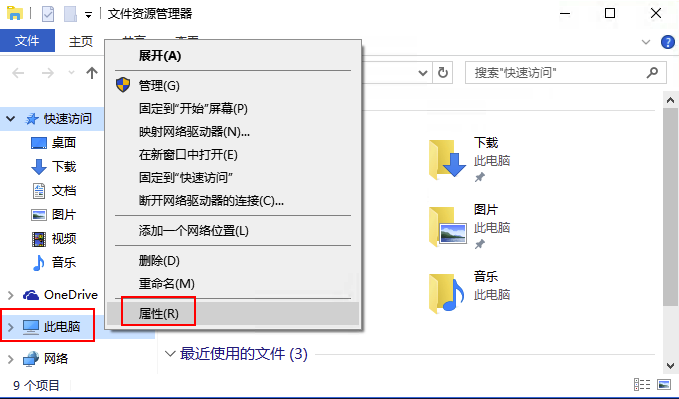 文件资源管理器
文件
主页
共享
查看
搜索"快速访问"
展开(A)
管理(G)
固定到"开始"屏幕(P)
映射网络驱动器(N)...
在新窗口中打开(E)
固定到"快速访问"
断开网络驱动器的连接(C)...
添加一个网络位置(L)
删除(D)
重命名(M)
属性(R)
快速访问
桌面
下载
文档
图片
视频
音乐
OneDrive
此电脑
网络
下载
此电脑
图片
此电脑
音乐
此电脑
最近使用的文件 (3)
9 个项目